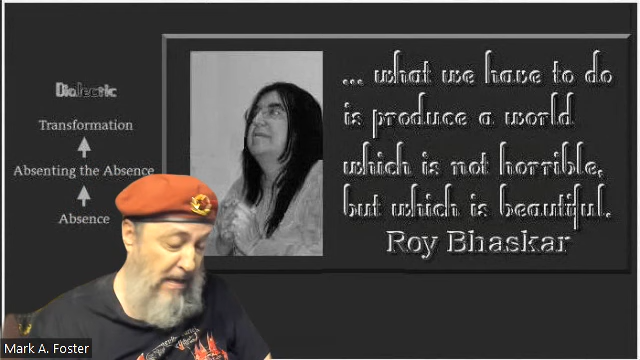 Dialectic
Transformation
Absenting the Absence
Absence
... what we have to do
is produce a world
which is not horrible,
but which is beautiful.
Roy Bhaskar
Mark A. Foster